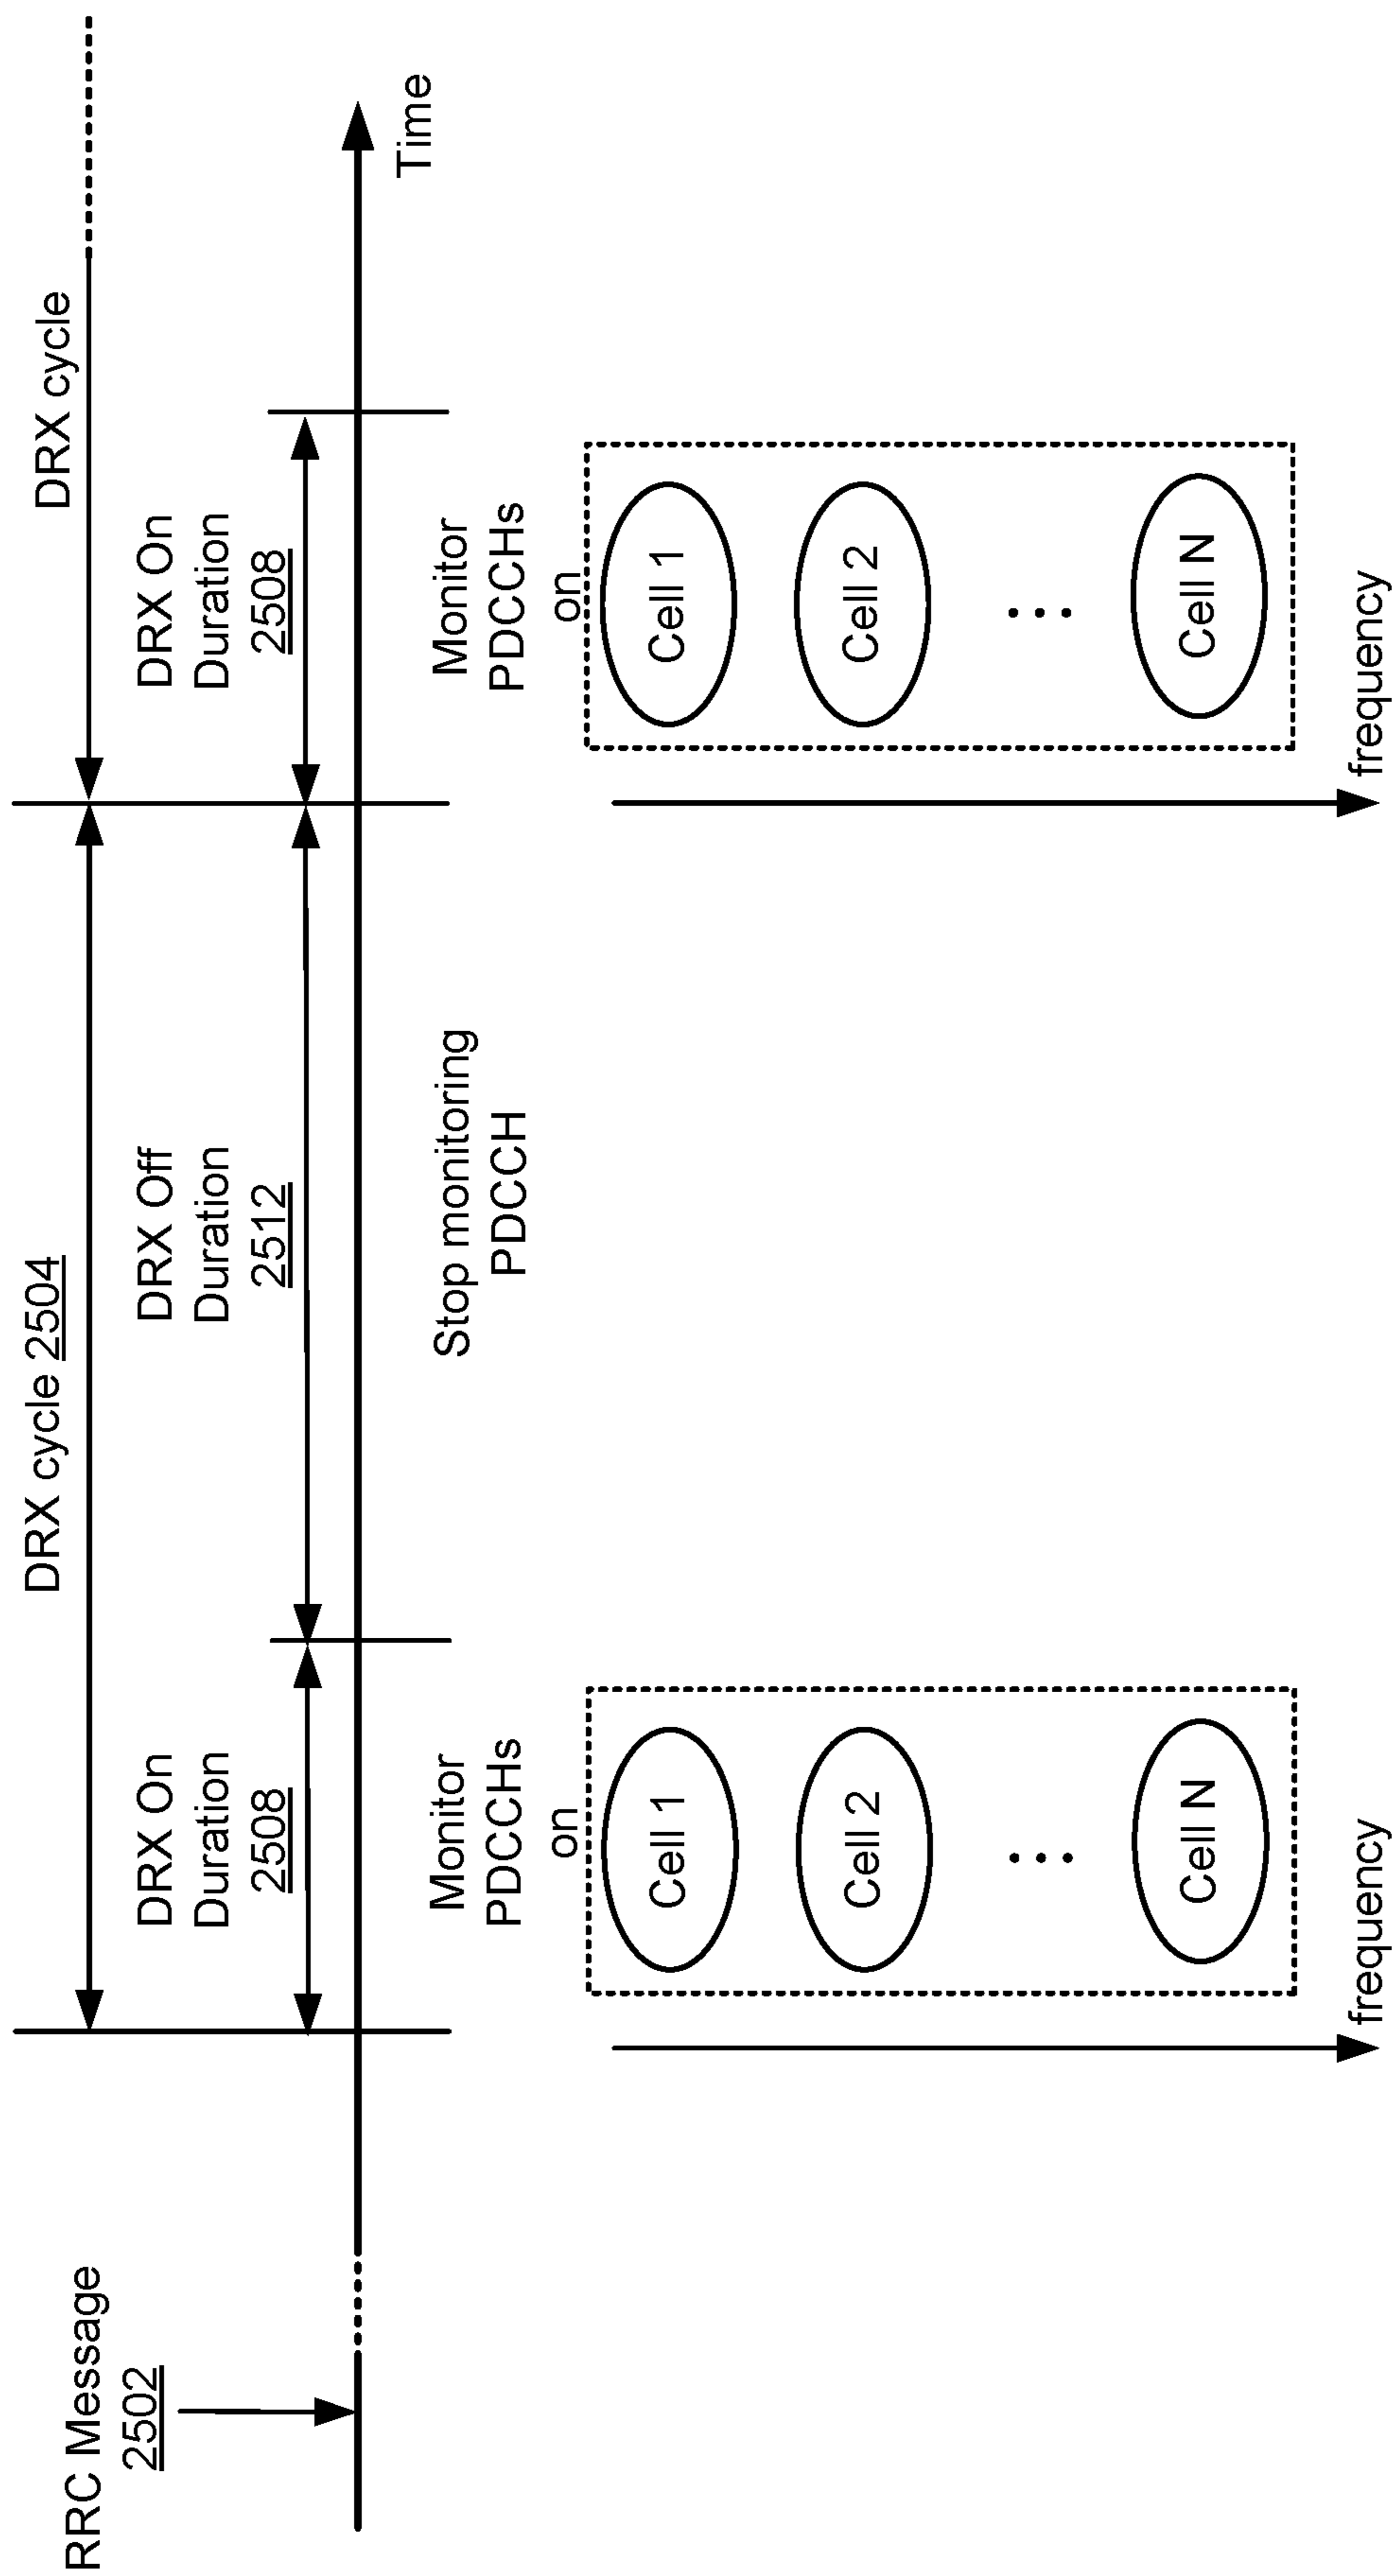 DRX cycle 2504
DRX cycle
RRC Message
2502
DRX On
Duration
2508
DRX Off
Duration
2512
DRX On
Duration
2508
Time
Monitor
PDCCHs
on
Cell 1
Cell 2
...
Cell N
frequency
Stop monitoring
PDCCH
Monitor
PDCCHs
on
Cell 1
Cell 2
...
Cell N
frequency